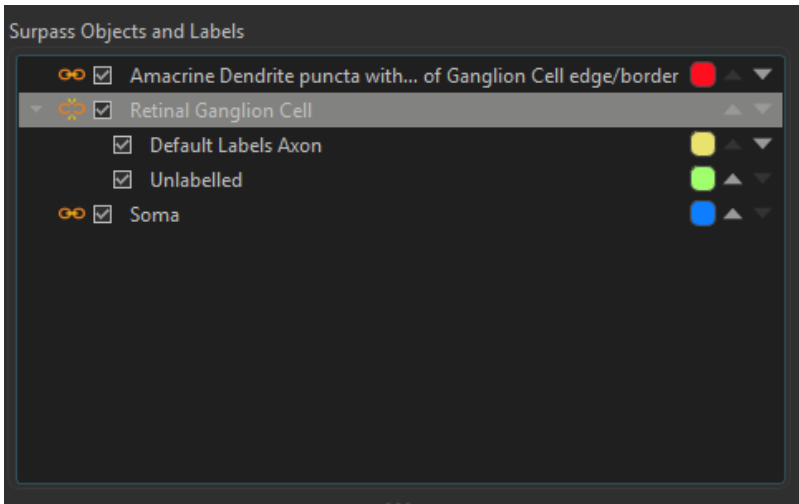 Surpass Objects and Labels
Amacrine Dendrite puncta with... of Ganglion Cell edge/border
Retinal Ganglion Cell
Default Labels Axon
Unlabelled
Soma